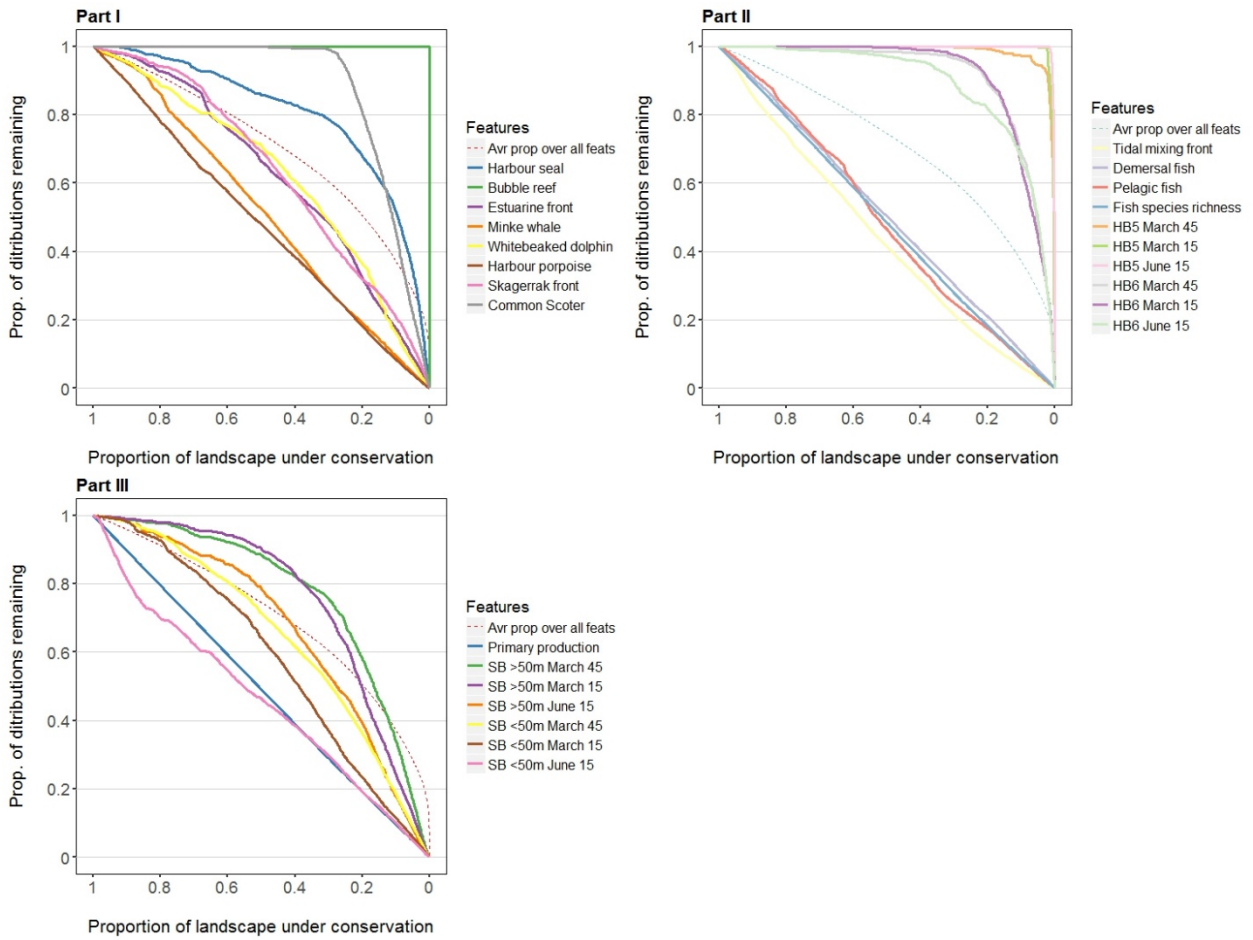 Part I
Prop. of ditributions remaining
1
0.8
0.6
0.4
0.2
0
1 0.8 0.6 0.4 0.2 0
Proportion of landscape under conservation
Features
Avr prop over all feats
Harbour seal
Bubble reef
Estuarine front
Minke whale
Whitebeaked dolphin
Harbour porpoise
Skagerrak front
Common Scoter
Part II
Prop. of ditributions remaining
1
0.8
0.6
0.4
0.2
0
1 0.8 0.6 0.4 0.2 0
Proportion of landscape under conservation
Features
Avr prop over all feats
Tidal mixing front
Demersal fish
Pelagic fish
Fish species richness
HB5 March 45
HB5 March 15
HB5 June 15
HB6 March 45
HB6 March 15
HB6 June 15
Part III
Prop. of ditributions remaining
1
0.8
0.6
0.4
0.2
0
1 0.8 0.6 0.4 0.2 0
Proportion of landscape under conservation
Features
Avr prop over all feats
Primary production
SB >50m March 45
SB >50m March 15
SB >50m June 15
SB <50m March 45
SB <50m March 15
SB <50m June 15